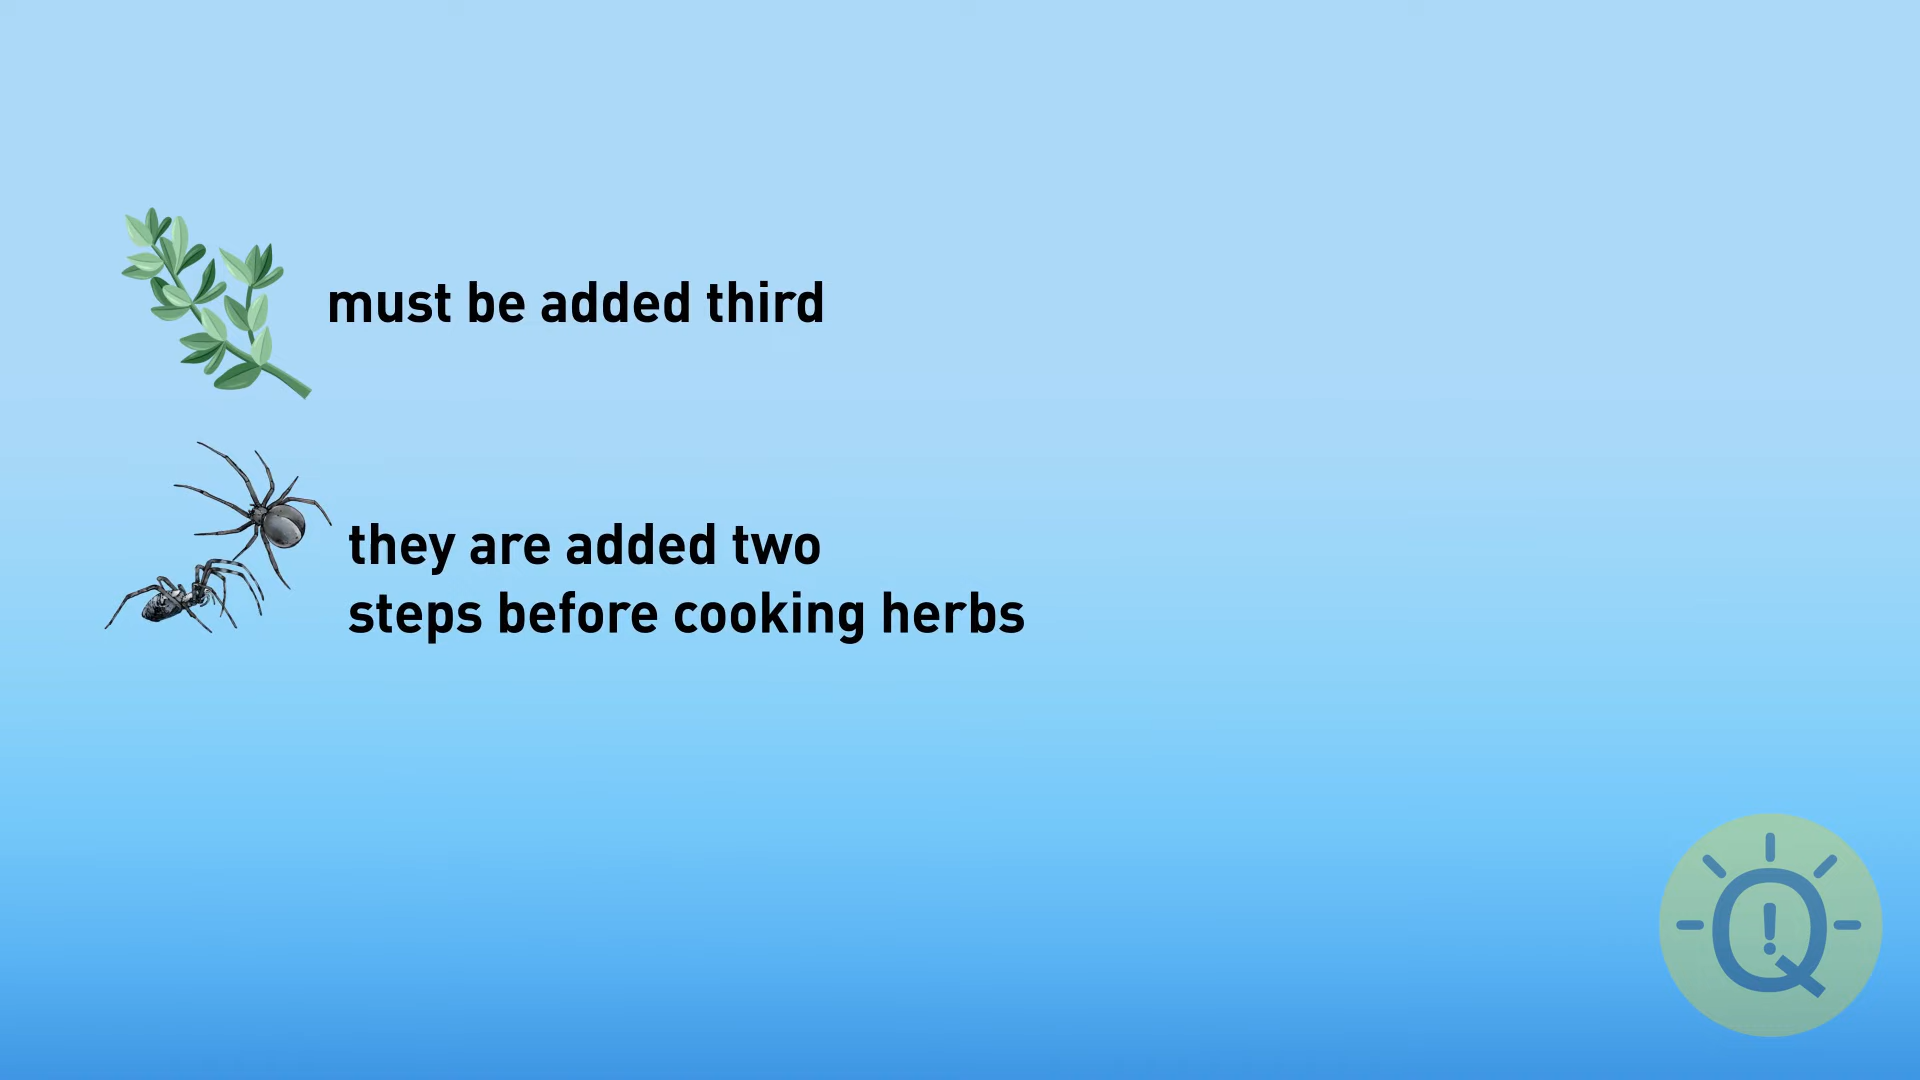 must be added third
they are added two
steps before cooking herbs
Q!